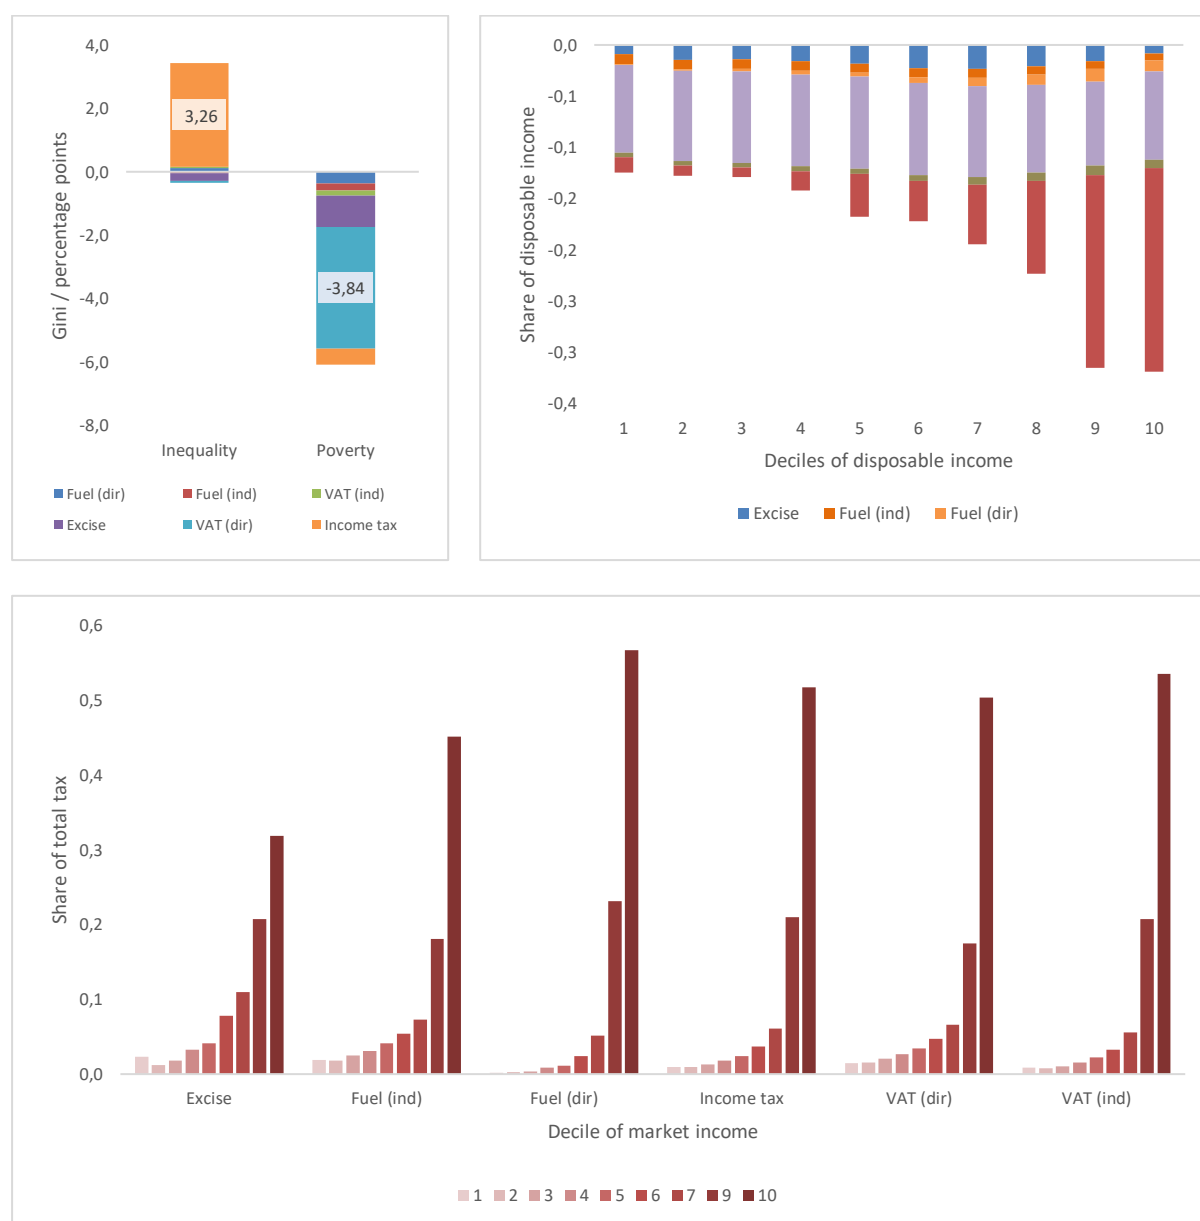 4,0
2,0
0,0
-2,0
-4,0
-6,0
-8,0
Gini / percentage points
3,26
-3,84
Inequality Poverty
Fuel (dir) Fuel (ind) VAT (ind)
Excise VAT (dir) Income tax
0,0
-0,1
-0,1
-0,2
-0,2
-0,3
-0,3
-0,4
Share of disposable income
1 2 3 4 5 6 7 8 9 10
Deciles of disposable income
Excise Fuel (ind) Fuel (dir)
0,6
0,5
0,4
0,3
0,2
0,1
0,0
Share of total tax
Excise Fuel (ind) Fuel (dir) Income tax VAT (dir) VAT (ind)
Decile of market income
1 2 3 4 5 6 7 9 10